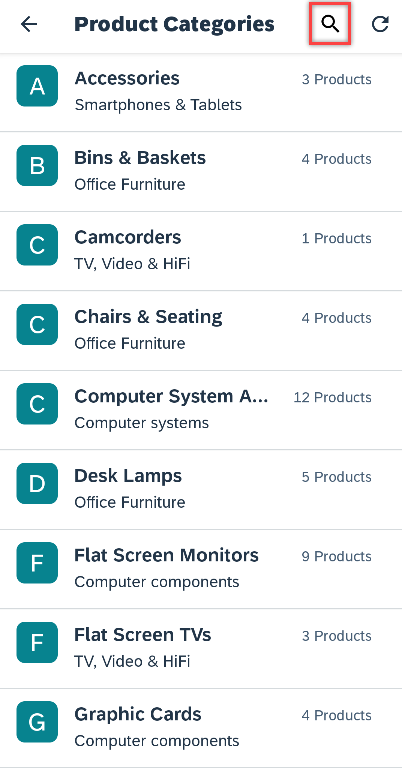 Product Categories
A
Accessories
3 Products
Smartphones & Tablets
B
Bins & Baskets
4 Products
Office Furniture
C
Camcorders
1 Products
TV, Video & HiFi
C
Chairs & Seating
4 Products
Office Furniture
C
Computer System A...
12 Products
Computer systems
D
Desk Lamps
5 Products
Office Furniture
F
Flat Screen Monitors
9 Products
Computer components
F
Flat Screen TVs
3 Products
TV, Video & HiFi
G
Graphic Cards
4 Products
Computer components